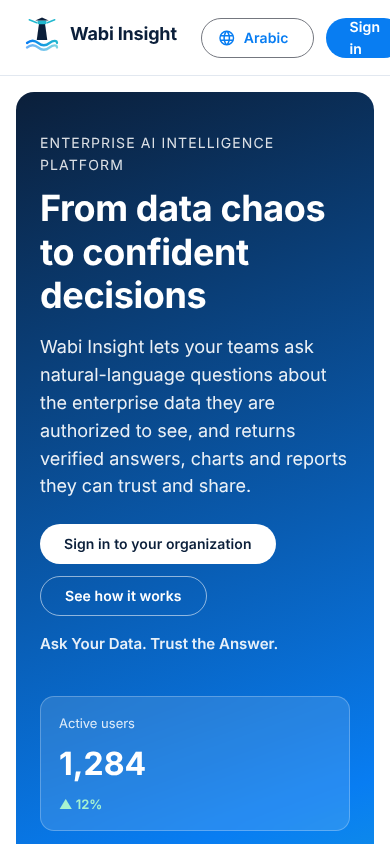 Wabi Insight
Arabic
Sign
in
ENTERPRISE AI INTELLIGENCE
PLATFORM
From data chaos
to confident
decisions
Wabi Insight lets your teams ask
natural-language questions about
the enterprise data they are
authorized to see, and returns
verified answers, charts and reports
they can trust and share.
Sign in to your organization
See how it works
Ask Your Data. Trust the Answer.
Active users
1,284
▲ 12%